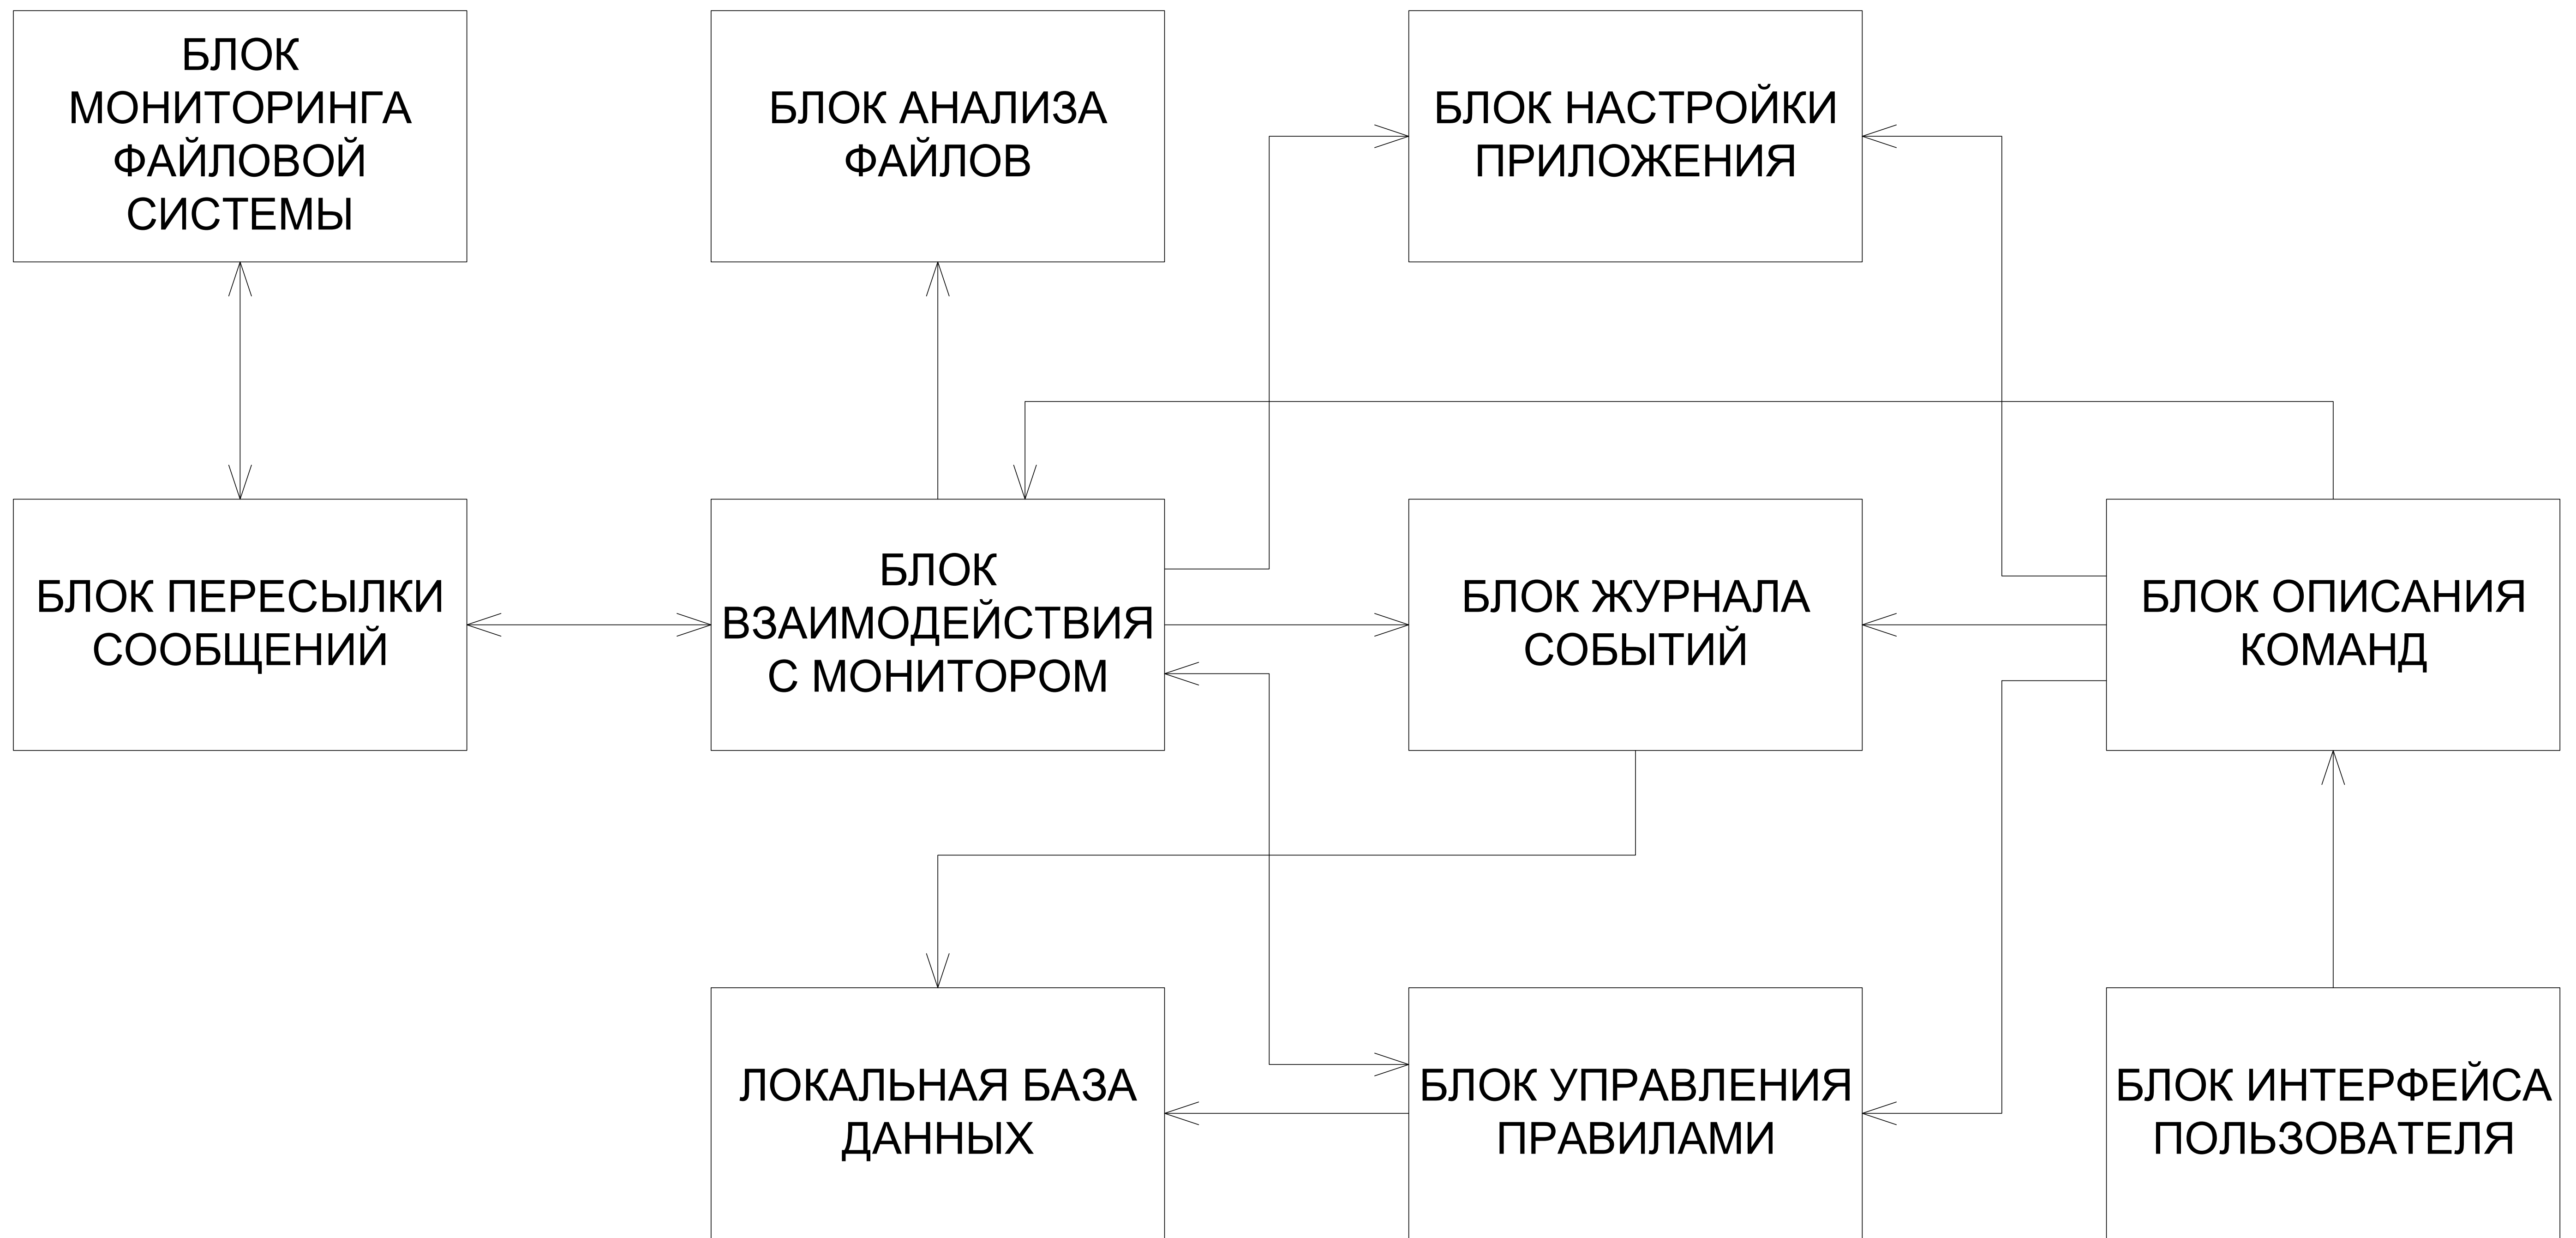 БЛОК
МОНИТОРИНГА
ФАЙЛОВОЙ
СИСТЕМЫ
БЛОК АНАЛИЗА
ФАЙЛОВ
БЛОК НАСТРОЙКИ
ПРИЛОЖЕНИЯ
БЛОК ПЕРЕСЫЛКИ
СООБЩЕНИЙ
БЛОК
ВЗАИМОДЕЙСТВИЯ
С МОНИТОРОМ
БЛОК ЖУРНАЛА
СОБЫТИЙ
БЛОК ОПИСАНИЯ
КОМАНД
ЛОКАЛЬНАЯ БАЗА
ДАННЫХ
БЛОК УПРАВЛЕНИЯ
ПРАВИЛАМИ
БЛОК ИНТЕРФЕЙСА
ПОЛЬЗОВАТЕЛЯ